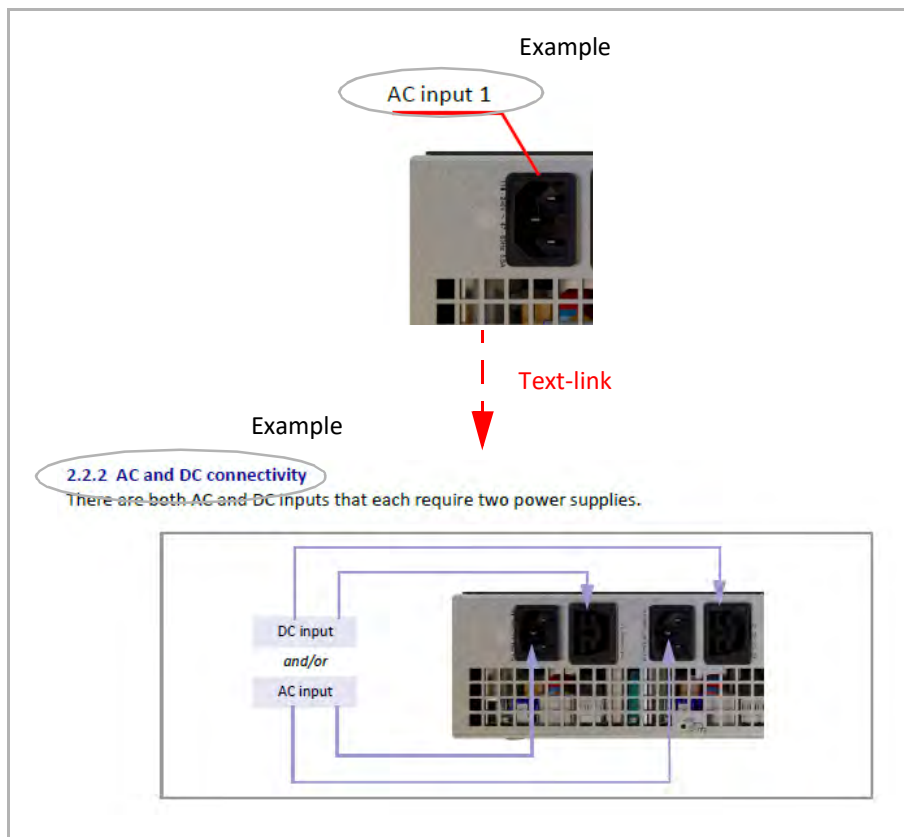 Example
AC input 1
Text-link
Example
2.2.2 AC and DC connectivity
There are both AC and DC inputs that each require two power supplies.
DC input
and/or
AC input